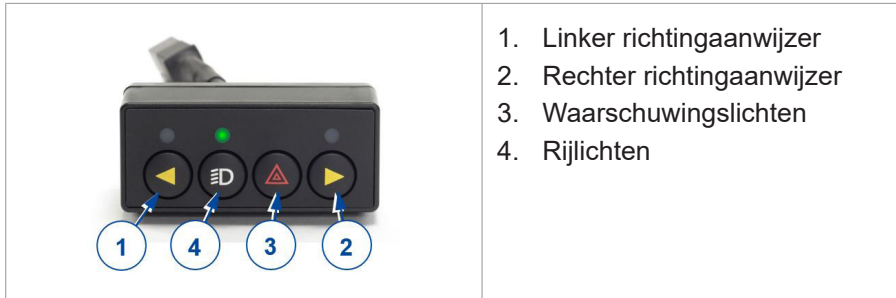 1. Linker richtingaanwijzer
2. Rechter richtingaanwijzer
3. Waarschuwingslichten
4. Rijlichten
1 4 3 2